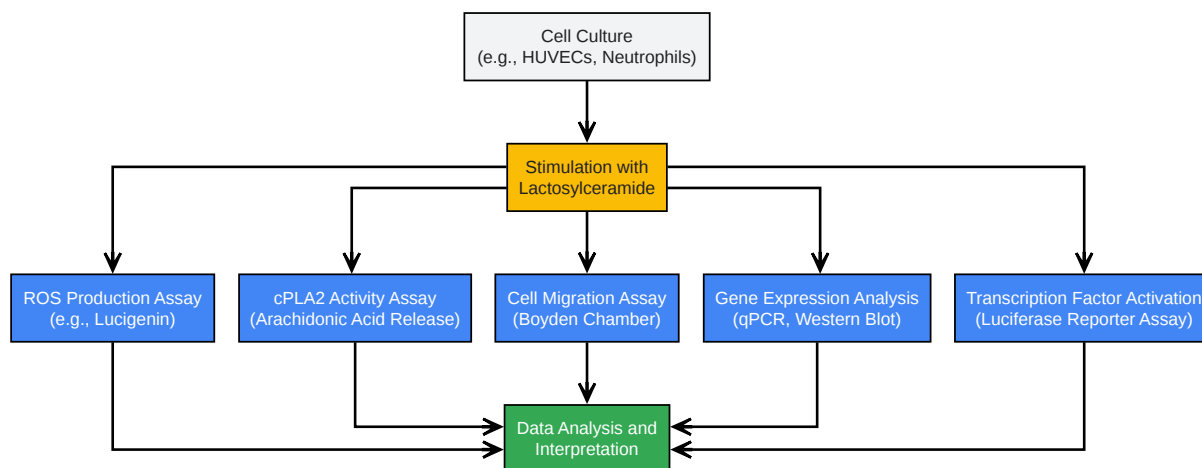 Cell Culture
(e.g., HUVECs, Neutrophils)
Stimulation with
Lactosylceramide
ROS Production Assay
(e.g., Lucigenin)
cPLA2 Activity Assay
(Arachidonic Acid Release)
Cell Migration Assay
(Boyden Chamber)
Gene Expression Analysis
(qPCR, Western Blot)
Transcription Factor Activation
(Luciferase Reporter Assay)
Data Analysis and
Interpretation